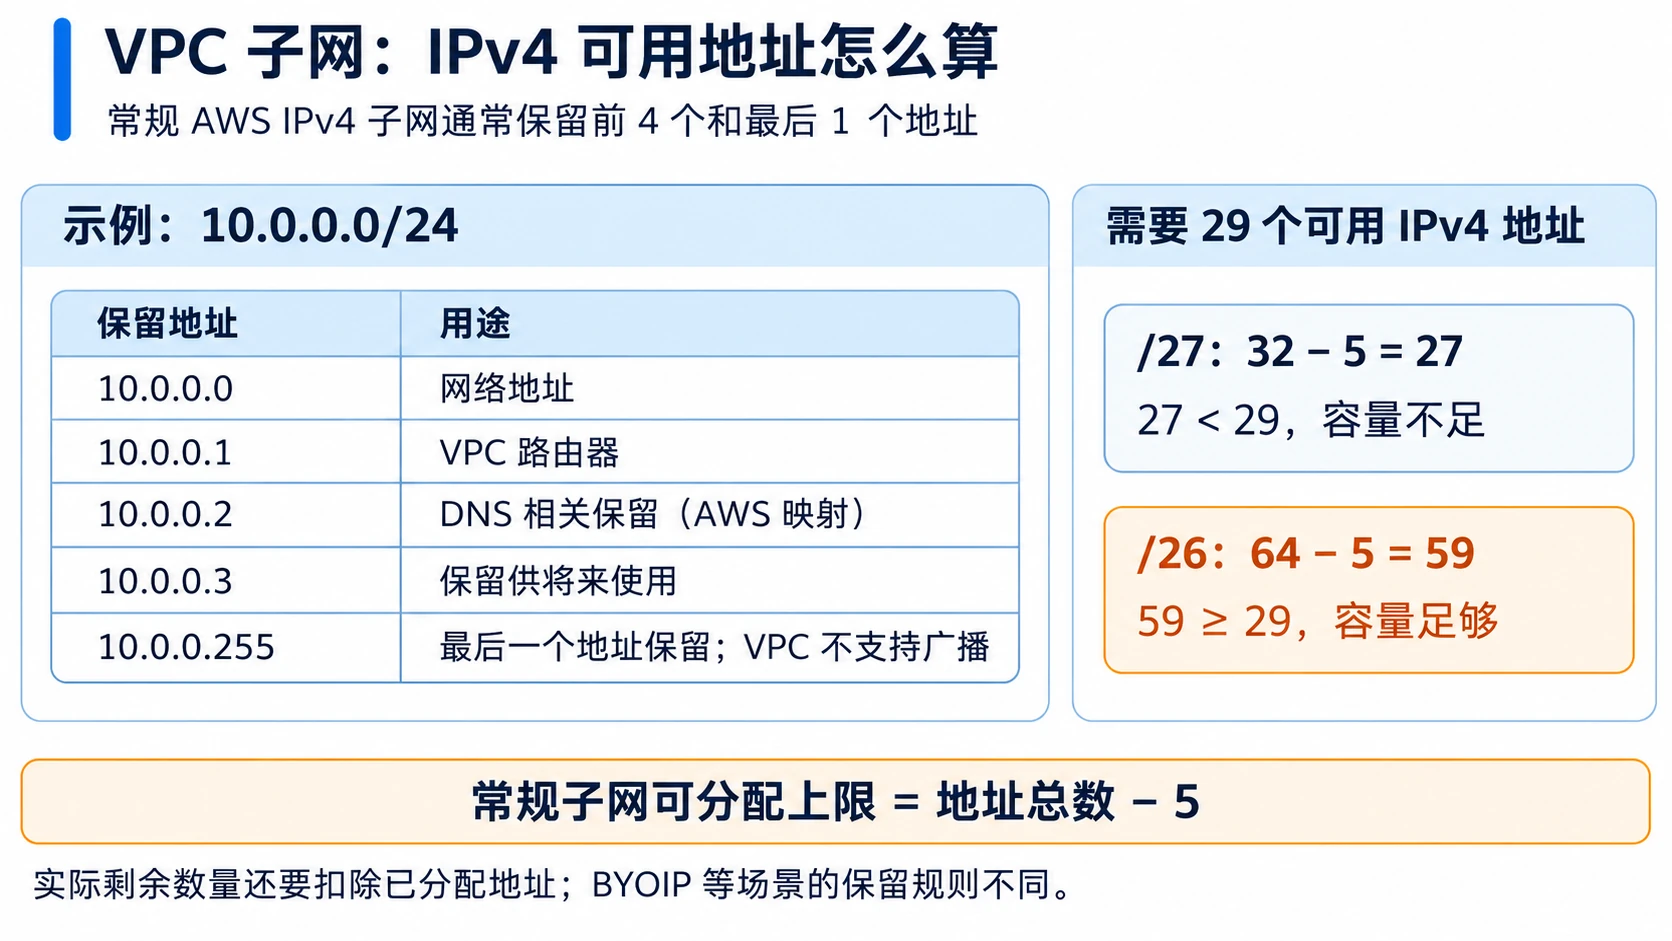 VPC 子网：IPv4 可用地址怎么算
常规 AWS IPv4 子网通常保留前 4 个和最后 1 个地址
示例：10.0.0.0/24
保留地址 用途
10.0.0.0 网络地址
10.0.0.1 VPC 路由器
10.0.0.2 DNS 相关保留（AWS 映射）
10.0.0.3 保留供将来使用
10.0.0.255 最后一个地址保留；VPC 不支持广播
需要 29 个可用 IPv4 地址
/27：32 − 5 = 27
27 < 29，容量不足
/26：64 − 5 = 59
59 ≥ 29，容量足够
常规子网可分配上限 = 地址总数 − 5
实际剩余数量还要扣除已分配地址；BYOIP 等场景的保留规则不同。